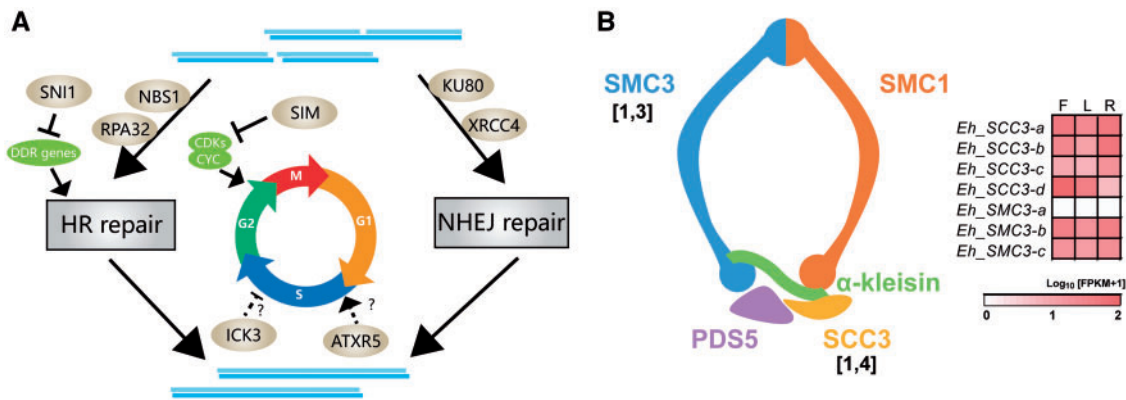 A
SNI1
NBS1
RPA32
DDR genes
HR repair
SIM
CDKs
CYC
M
G1
G2
S
?
?
ICK3
ATXR5
KU80
XRCC4
NHEJ repair
B
SMC3
[1,3]
SMC1
α-kleisin
PDS5
SCC3
[1,4]
F L R
Eh_SCC3-a
Eh_SCC3-b
Eh_SCC3-c
Eh_SCC3-d
Eh_SMC3-a
Eh_SMC3-b
Eh_SMC3-c
Log10 [FPKM+1]
0 1 2